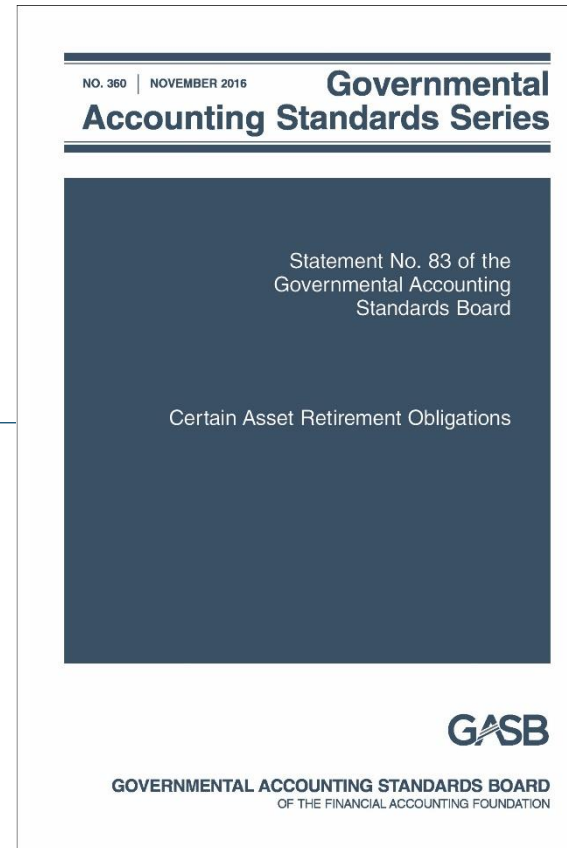 NO. 360 | NOVEMBER 2016 Governmental
Accounting Standards Series
Statement No. 83 of the
Governmental Accounting
Standards Board
Certain Asset Retirement Obligations
GASB
GOVERNMENTAL ACCOUNTING STANDARDS BOARD
OF THE FINANCIAL ACCOUNTING FOUNDATION